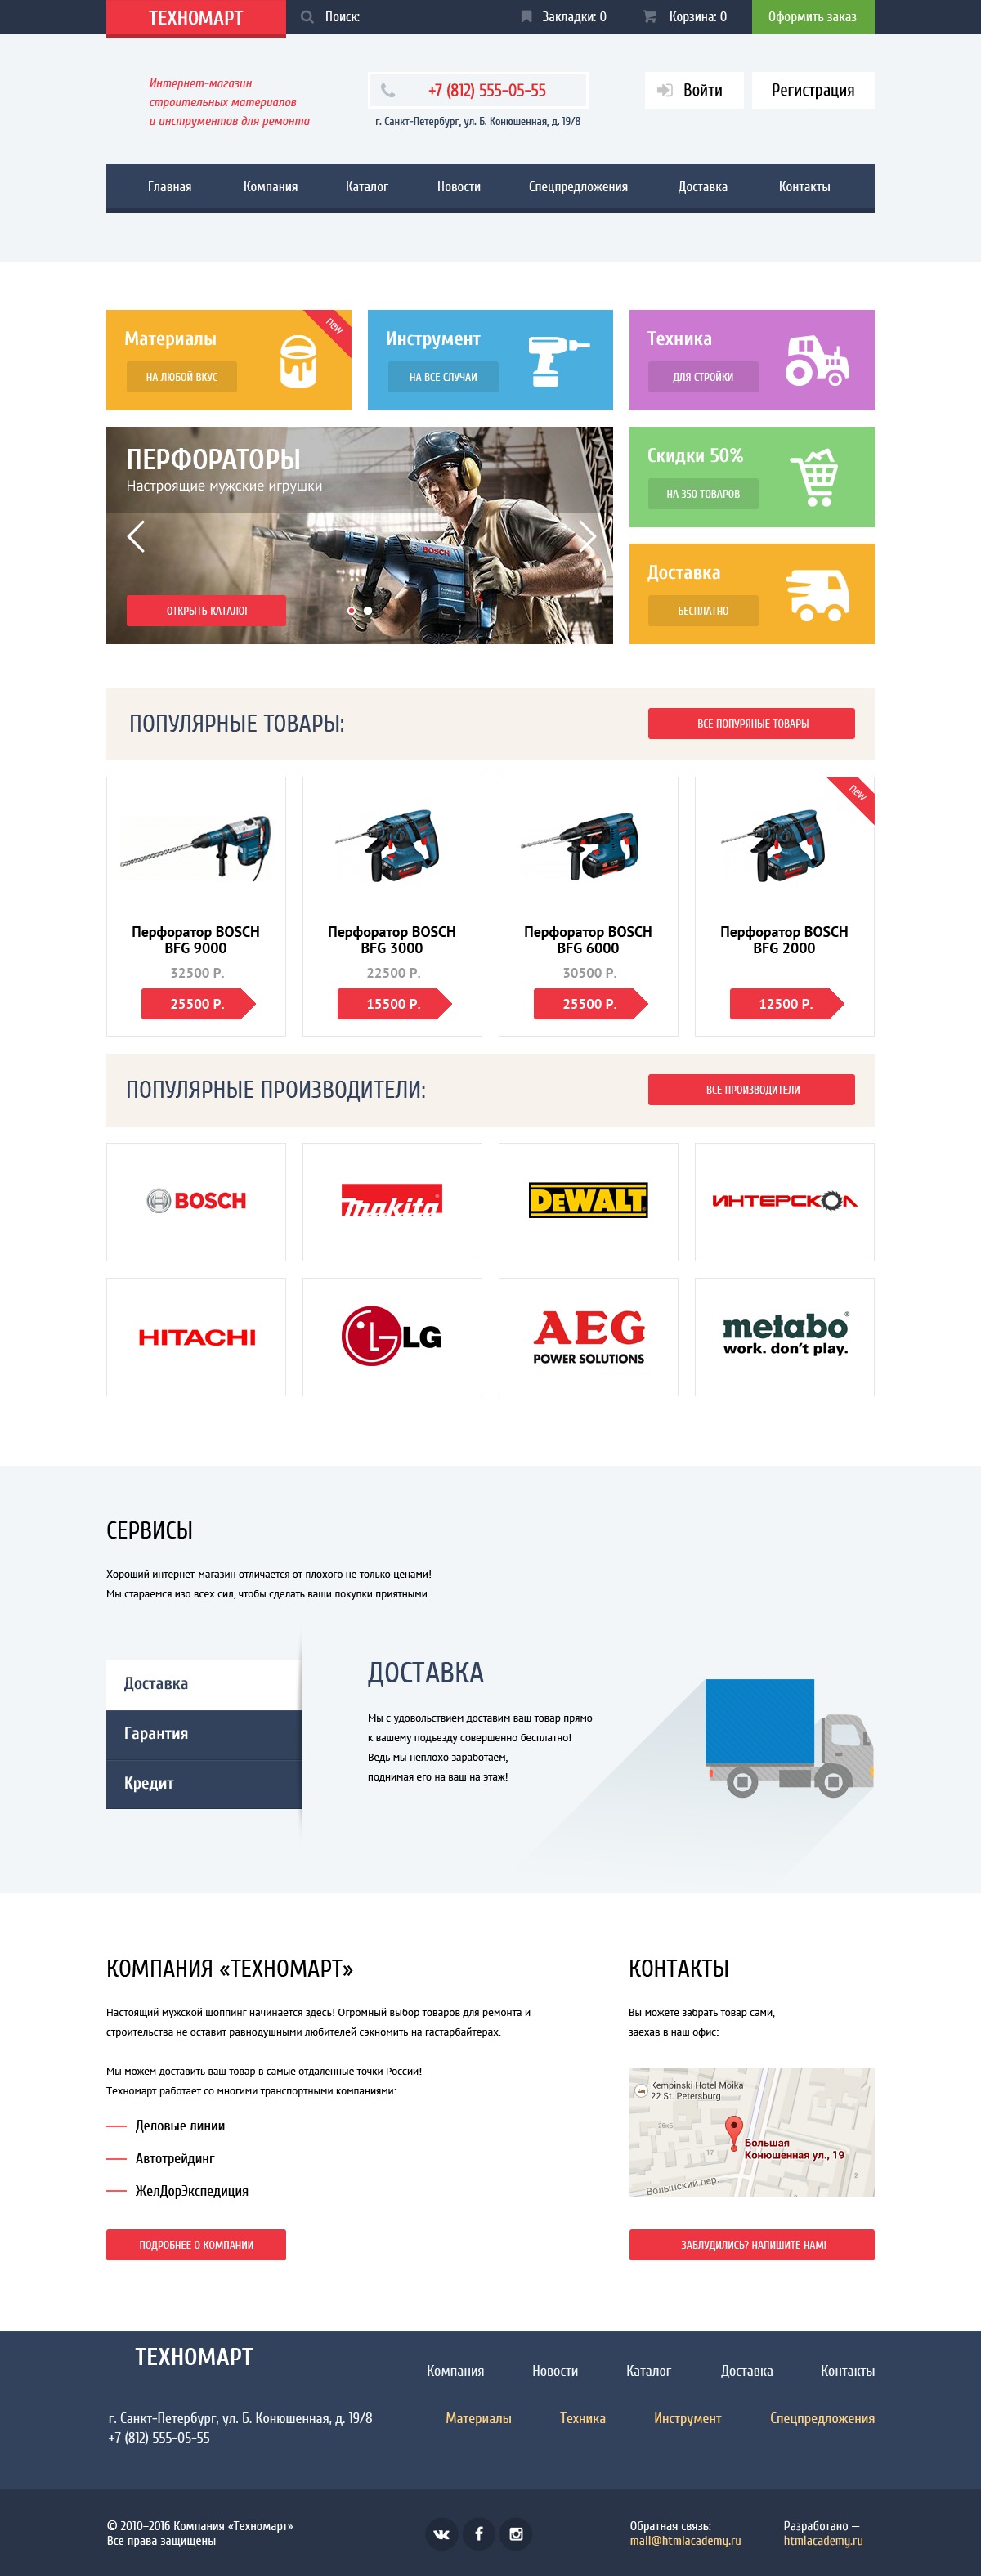 ТЕХНОМАРТ
Поиск:
Закладки: 0
Корзина: 0
Оформить заказ
Интернет-магазин
строительных материалов
и инструментов для ремонта
+7 (812) 555-05-55
г. Санкт-Петербург, ул. Б. Конюшенная, д. 19/8
Войти
Регистрация
Главная
Компания
Каталог
Новости
Спецпредложения
Доставка
Контакты
Материалы
НА ЛЮБОЙ ВКУС
new
Инструмент
НА ВСЕ СЛУЧАИ
Техника
ДЛЯ СТРОЙКИ
ПЕРФОРАТОРЫ
Настоящие мужские игрушки
BOSCH
Professional
ОТКРЫТЬ КАТАЛОГ
Скидки 50%
НА 350 ТОВАРОВ
Доставка
БЕСПЛАТНО
ПОПУЛЯРНЫЕ ТОВАРЫ:
ВСЕ ПОПУРЯНЫЕ ТОВАРЫ
Перфоратор BOSCH
BFG 9000
32500 Р.
25500 Р.
Перфоратор BOSCH
BFG 3000
22500 Р.
15500 Р.
Перфоратор BOSCH
BFG 6000
30500 Р.
25500 Р.
new
Перфоратор BOSCH
BFG 2000
12500 Р.
ПОПУЛЯРНЫЕ ПРОИЗВОДИТЕЛИ:
ВСЕ ПРОИЗВОДИТЕЛИ
BOSCH
makita
DEWALT
ИНТЕРСКОЛ
HITACHI
LG
AEG
POWER SOLUTIONS
metabo®
work. don't play.
СЕРВИСЫ
Хороший интернет-магазин отличается от плохого не только ценами!
Мы стараемся изо всех сил, чтобы сделать ваши покупки приятными.
Доставка
Гарантия
Кредит
ДОСТАВКА
Мы с удовольствием доставим ваш товар прямо
к вашему подъезду совершенно бесплатно!
Ведь мы неплохо заработаем,
поднимая его на ваш на этаж!
КОМПАНИЯ «ТЕХНОМАРТ»
Настоящий мужской шоппинг начинается здесь! Огромный выбор товаров для ремонта и
строительства не оставит равнодушными любителей сэкномить на гастарбайтерах.
Мы можем доставить ваш товар в самые отдаленные точки России!
Техномарт работает со многими транспортными компаниями:
Деловые линии
Автотрейдинг
ЖелДорЭкспедиция
ПОДРОБНЕЕ О КОМПАНИИ
КОНТАКТЫ
Вы можете забрать товар сами,
заехав в наш офис:
Kempinski Hotel Moika
22 St. Petersburg
26кБ
17
Большая
Конюшенная ул., 19
2
Волынский пер.
ЗАБЛУДИЛИСЬ? НАПИШИТЕ НАМ!
ТЕХНОМАРТ
Компания
Новости
Каталог
Доставка
Контакты
г. Санкт-Петербург, ул. Б. Конюшенная, д. 19/8
+7 (812) 555-05-55
Материалы
Техника
Инструмент
Спецпредложения
© 2010–2016 Компания «Техномарт»
Все права защищены
Обратная связь:
mail@htmlacademy.ru
Разработано —
htmlacademy.ru